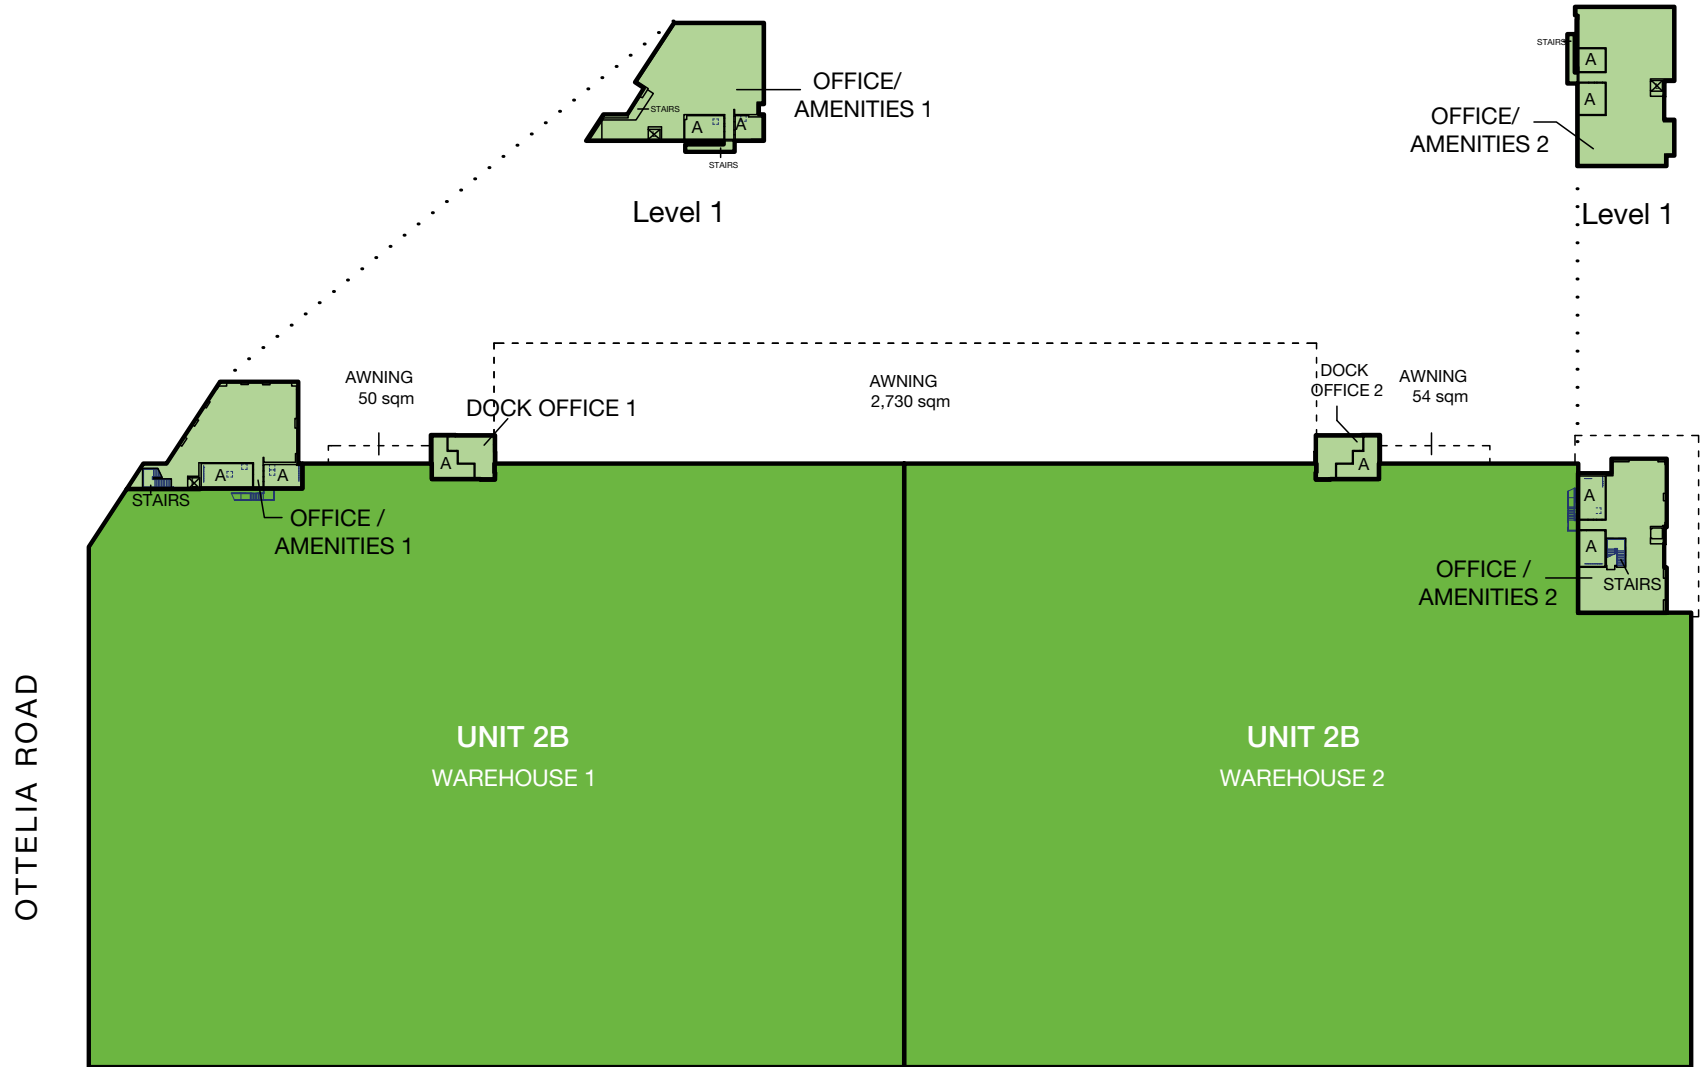 STAIRS
OFFICE/
AMENITIES 1
STAIRS
A
A
STAIRS
Level 1
STAIRS
A
A
OFFICE/
AMENITIES 2
Level 1
AWNING
50 sqm
DOCK OFFICE 1
AWNING
2,730 sqm
DOCK
OFFICE 2
AWNING
54 sqm
A
A
A
A
STAIRS
OFFICE /
AMENITIES 1
A
A
OFFICE /
AMENITIES 2
STAIRS
OTTELIA ROAD
UNIT 2B
WAREHOUSE 1
UNIT 2B
WAREHOUSE 2